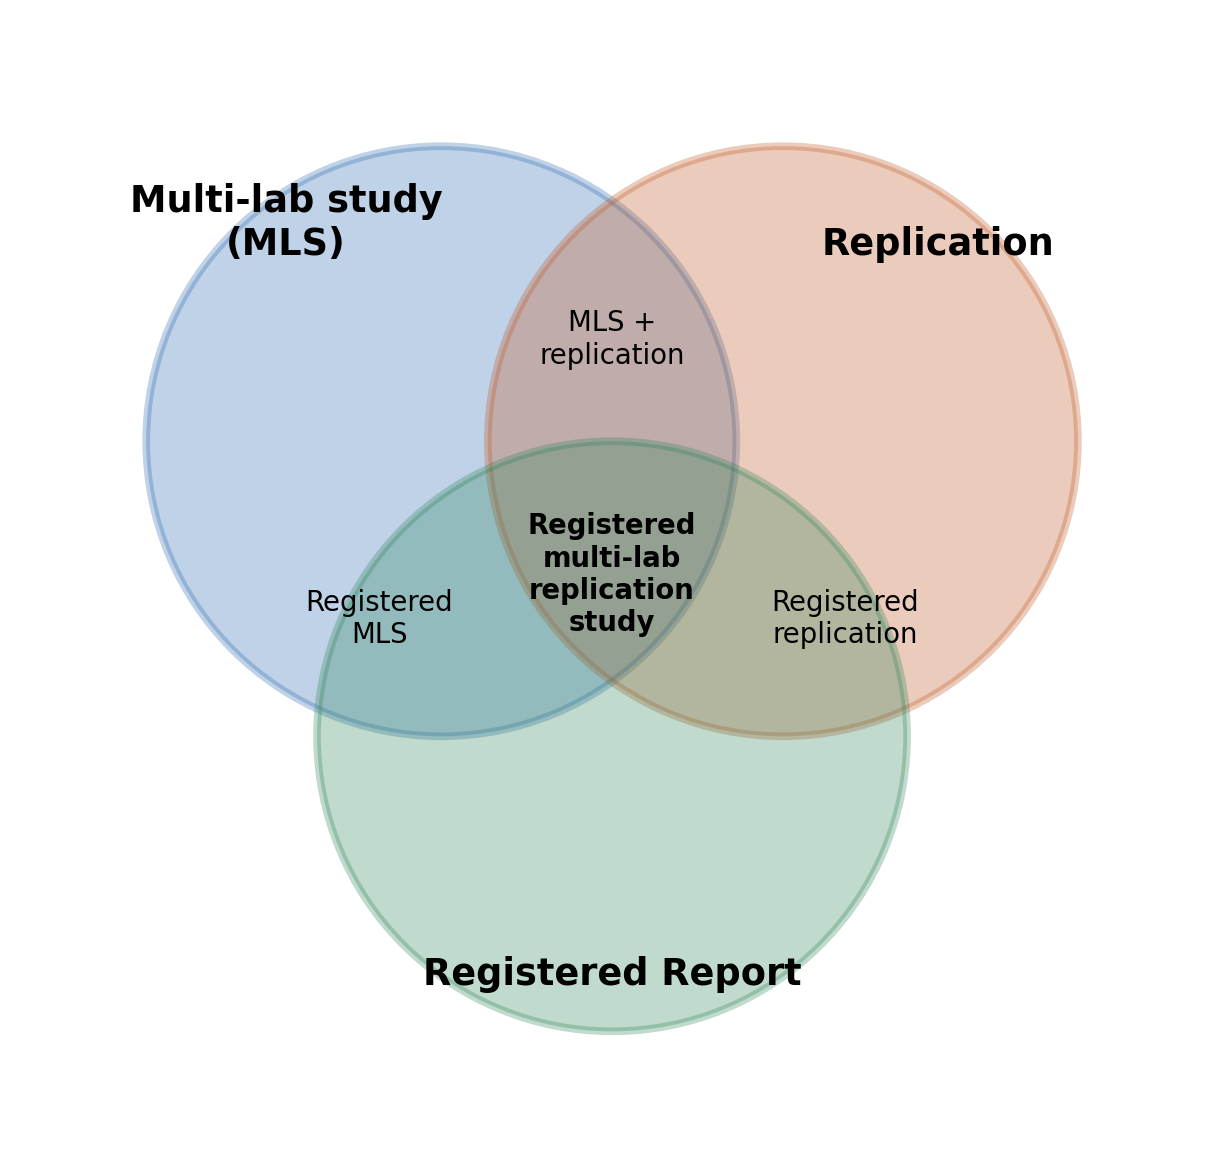 Multi-lab study
(MLS)
Replication
MLS +
replication
Registered
multi-lab
replication
study
Registered
MLS
Registered
replication
Registered Report